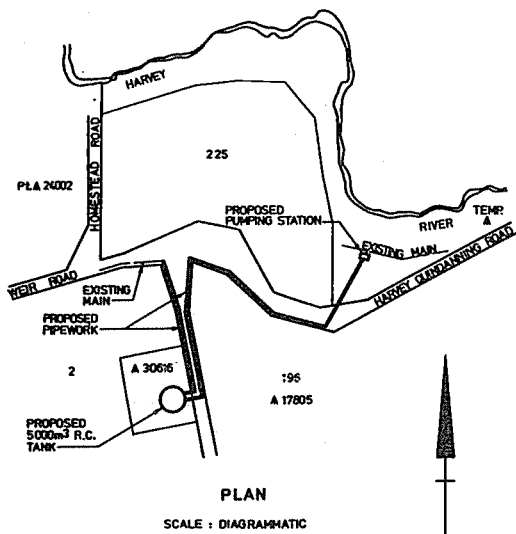 HARVEY
HOMESTEAD ROAD
225
PLA 24002
PROPOSED
PUMPING STATION
RIVER
TEMP.
EXISTING MAIN
HARVEY QUINDANNING ROAD
WEIR ROAD
EXISTING
MAIN
PROPOSED
PIPEWORK
2
A 30616
196
A 17805
PROPOSED
5000m³ R.C.
TANK
PLAN
SCALE : DIAGRAMMATIC